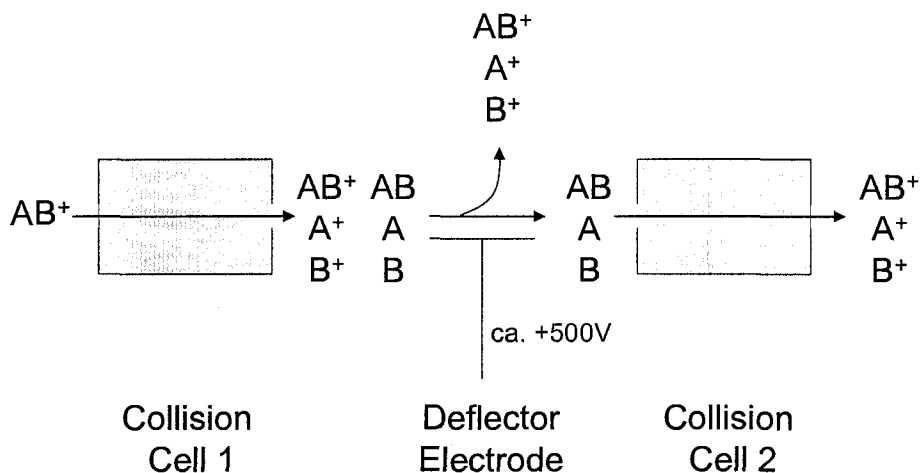 AB⁺
A⁺
B⁺
AB⁺
AB⁺ AB
A⁺ A
B⁺ B
AB
A
B
AB⁺
A⁺
B⁺
ca. +500V
Collision
Cell 1
Deflector
Electrode
Collision
Cell 2